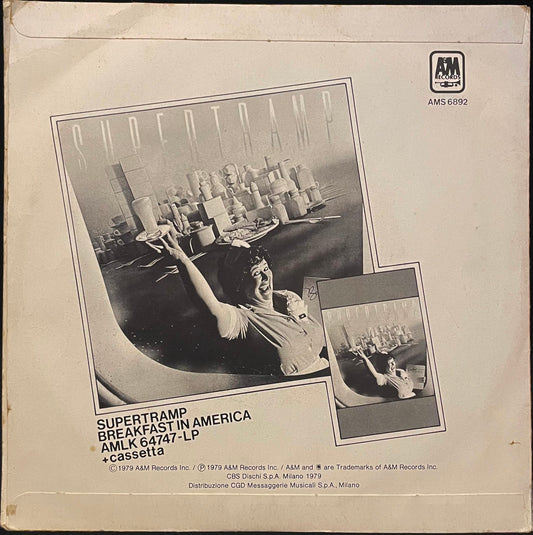 A&M
RECORDS
AMS 6892
SUPERTRAMP
SUPERTRAMP
SUPERTRAMP
BREAKFAST IN AMERICA
AMLK 64747-LP
+cassetta
©1979 A&M Records Inc. / ℗ 1979 A&M Records Inc. / A&M and are Trademarks of A&M Records Inc.
CBS Dischi S.p.A. Milano 1979
Distribuzione CGD Messaggerie Musicali S.p.A., Milano